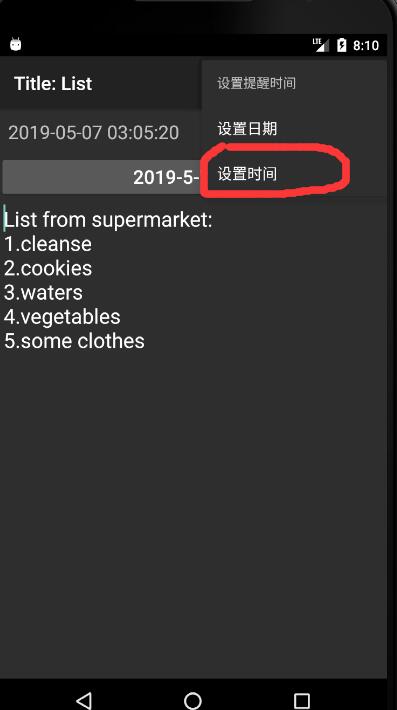 LTE 8:10
Title: List
设置提醒时间
2019-05-07 03:05:20
设置日期
2019-5-
设置时间
List from supermarket:
1.cleanse
2.cookies
3.waters
4.vegetables
5.some clothes